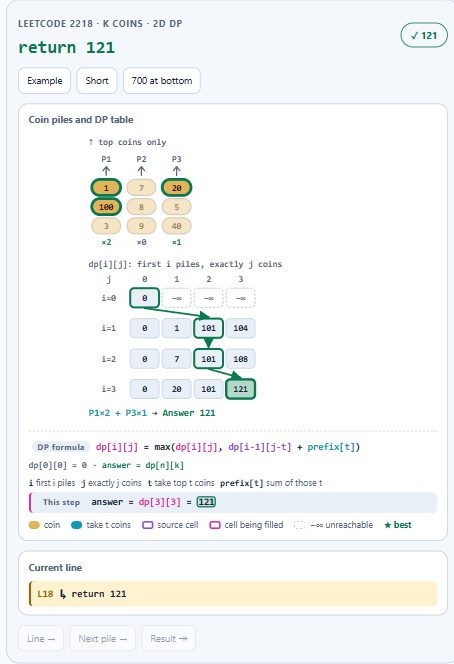 LEETCODE 2218 · K COINS · 2D DP
return 121
✓ 121
Example Short 700 at bottom
Coin piles and DP table
↑ top coins only
P1 P2 P3
↑ ↑ ↑
1 7 20
100 8 5
3 9 40
×2 ×0 ×1
dp[i][j]: first i piles, exactly j coins
j 0 1 2 3
i=0 0 −∞ −∞ −∞
i=1 0 1 101 104
i=2 0 7 101 108
i=3 0 20 101 121
P1×2 + P3×1 → Answer 121
DP formula dp[i][j] = max(dp[i][j], dp[i-1][j-t] + prefix[t])
dp[0][0] = 0 · answer = dp[n][k]
i first i piles j exactly j coins t take top t coins prefix[t] sum of those t
This step answer = dp[3][3] = 121
coin take t coins source cell cell being filled −∞ unreachable ★ best
Current line
L18 ↳ return 121
Line → Next pile → Result ↠